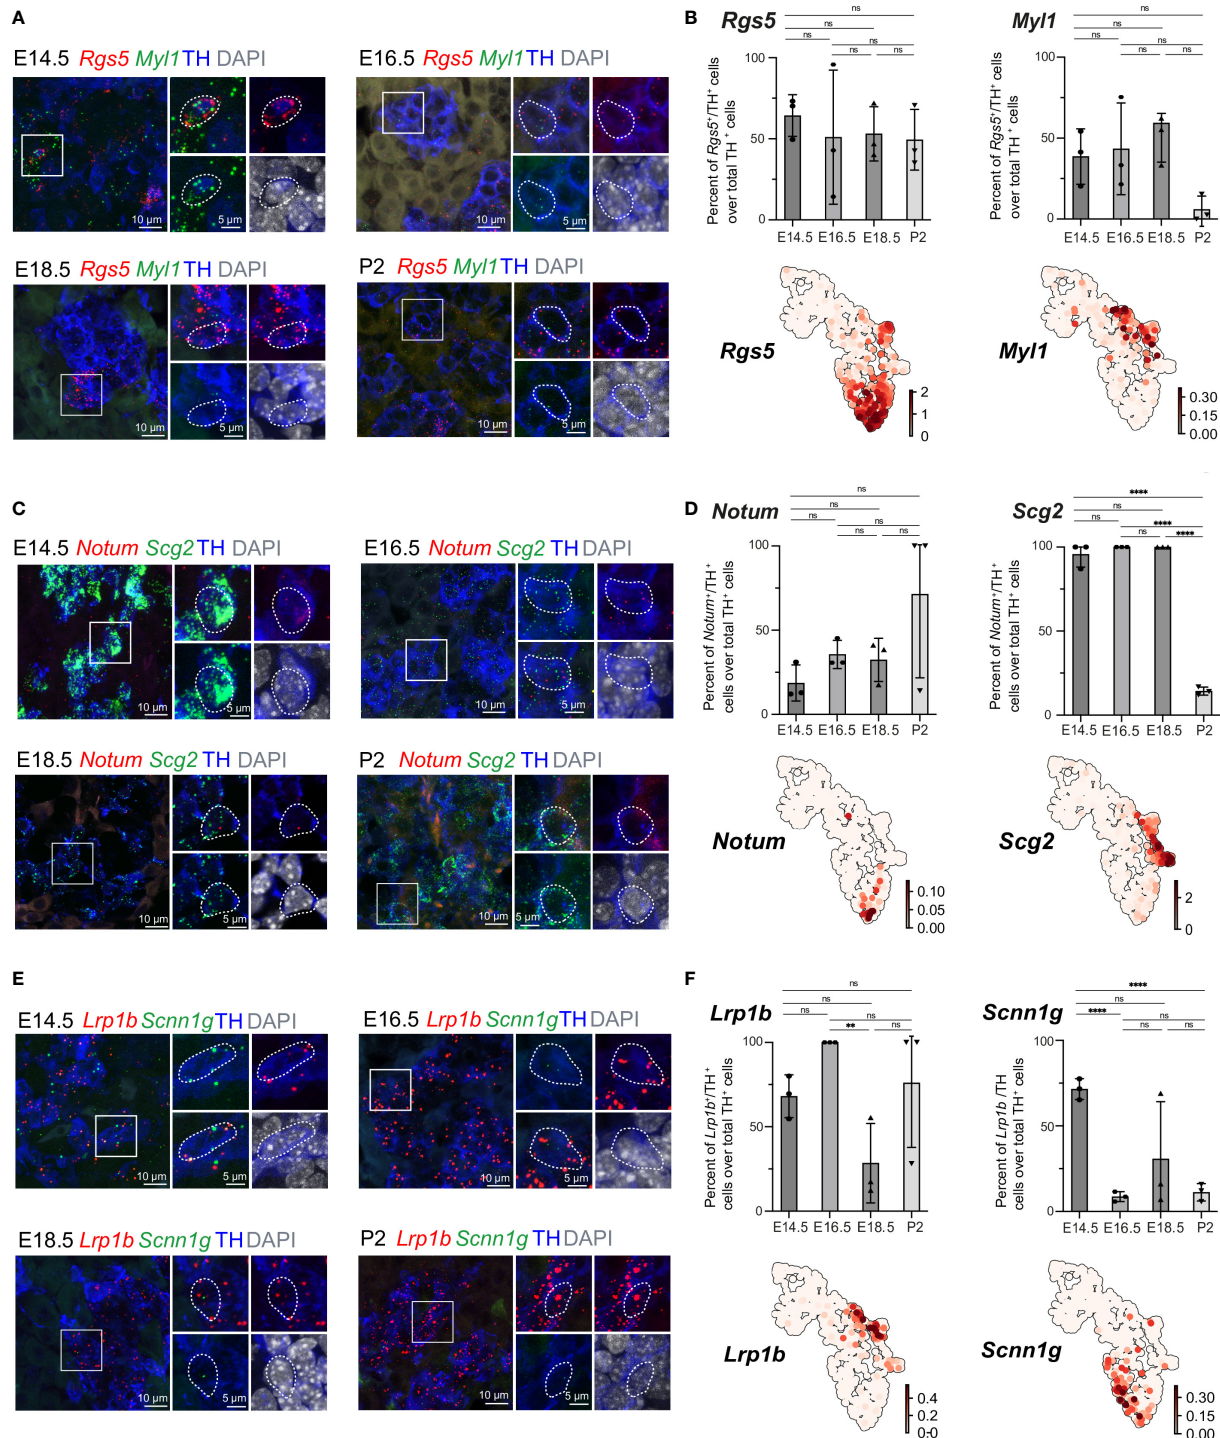 A
E14.5 Rgs5 Myl1 TH DAPI
10 µm
5 µm
E16.5 Rgs5 Myl1 TH DAPI
10 µm
5 µm
E18.5 Rgs5 Myl1 TH DAPI
10 µm
5 µm
P2 Rgs5 Myl1 TH DAPI
10 µm
5 µm
B
Rgs5
ns
ns
ns
ns
ns
ns
Percent of Rgs5+/TH+ cells
over total TH+ cells
100
50
0
E14.5 E16.5 E18.5 P2
Myl1
ns
ns
ns
ns
ns
ns
Percent of Rgs5+/TH+ cells
over total TH+ cells
100
50
0
E14.5 E16.5 E18.5 P2
Rgs5
2
1
0
Myl1
0.30
0.15
0.00
C
E14.5 Notum Scg2 TH DAPI
10 µm
5 µm
E16.5 Notum Scg2 TH DAPI
10 µm
5 µm
E18.5 Notum Scg2 TH DAPI
10 µm
5 µm
P2 Notum Scg2 TH DAPI
10 µm
5 µm
D
Notum
ns
ns
ns
ns
ns
ns
Percent of Notum+/TH+
cells over total TH+ cells
100
50
0
E14.5 E16.5 E18.5 P2
Scg2
****
ns
ns
****
ns
****
Percent of Notum+/TH+
cells over total TH+ cells
100
50
0
E14.5 E16.5 E18.5 P2
Notum
0.10
0.05
0.00
Scg2
2
0
E
E14.5 Lrp1b Scnn1g TH DAPI
10 µm
5 µm
E16.5 Lrp1b Scnn1g TH DAPI
10 µm
5 µm
E18.5 Lrp1b Scnn1g TH DAPI
10 µm
5 µm
P2 Lrp1b Scnn1g TH DAPI
10 µm
5 µm
F
Lrp1b
ns
ns
ns
ns
**
ns
Percent of Lrp1b+/TH+
cells over total TH+ cells
100
50
0
E14.5 E16.5 E18.5 P2
Scnn1g
****
ns
****
ns
ns
ns
Percent of Lrp1b /TH
cells over total TH+ cells
100
50
0
E14.5 E16.5 E18.5 P2
Lrp1b
0.4
0.2
0.0
Scnn1g
0.30
0.15
0.00